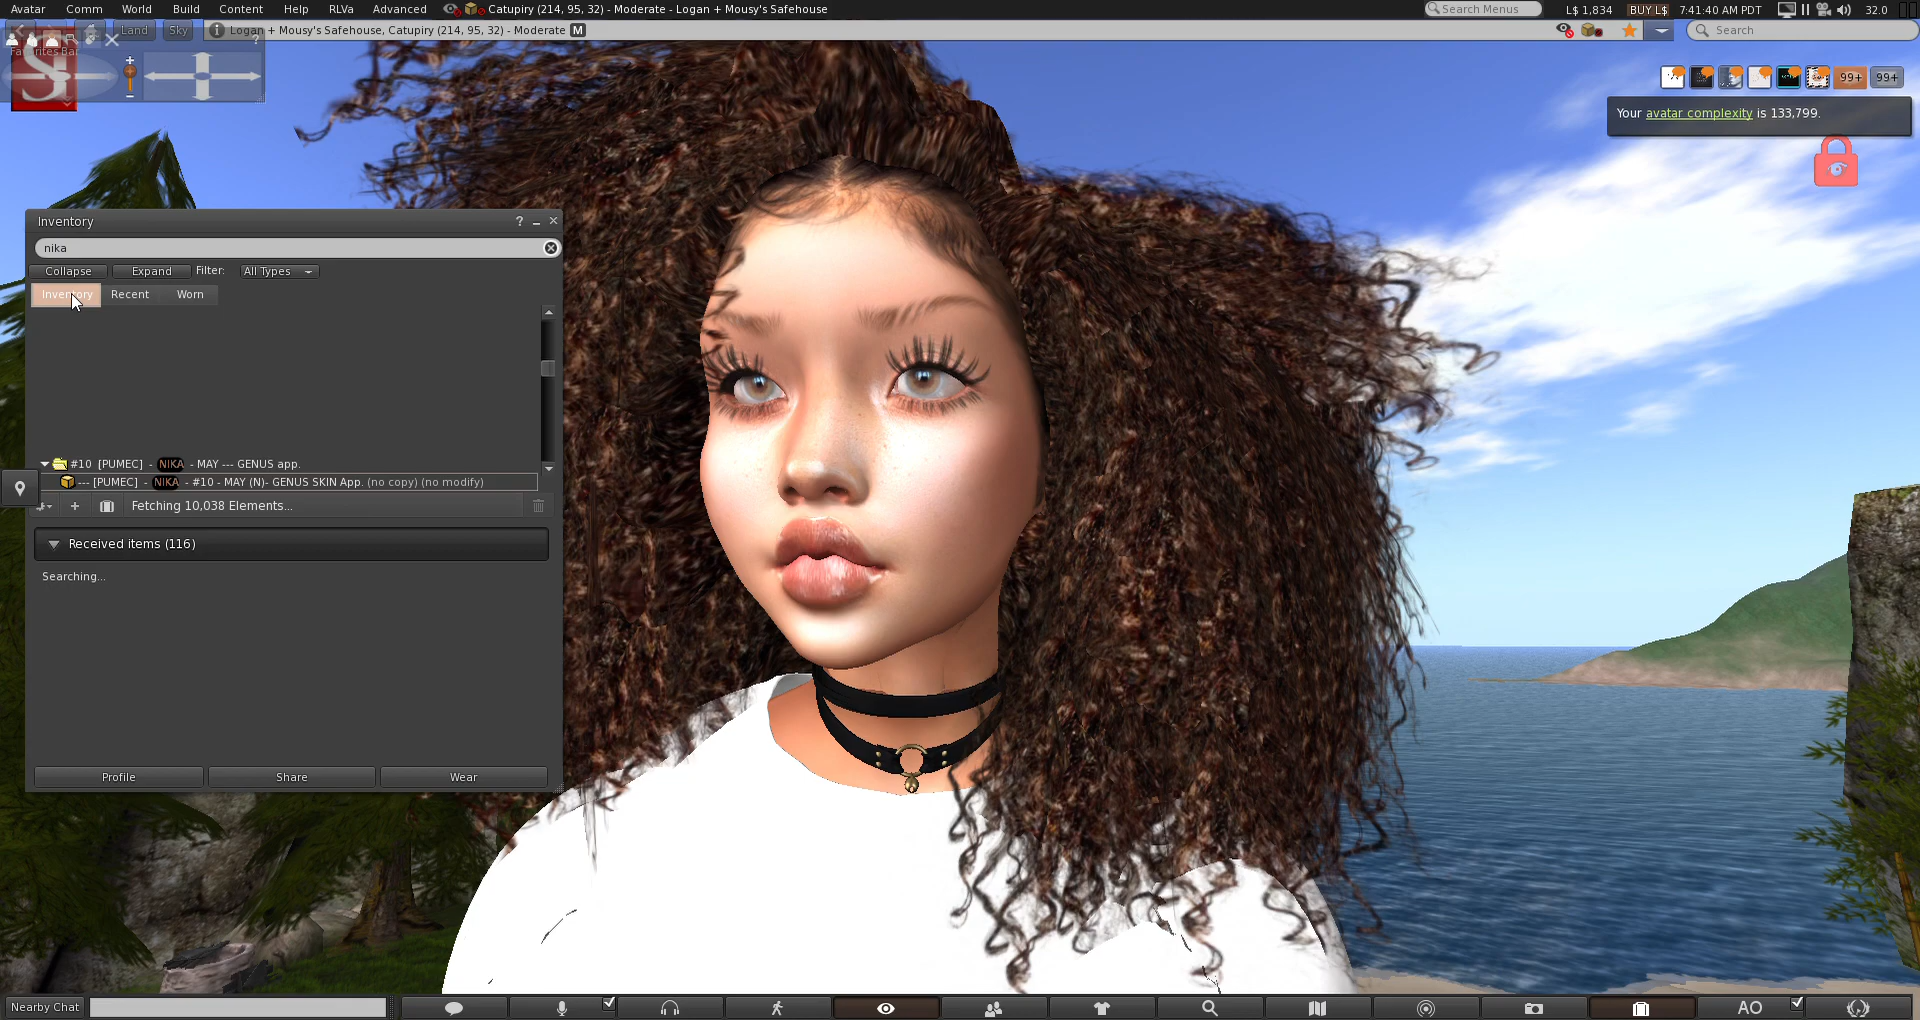 Avatar Comm World Build Content Help RLVa Advanced Catupiry (214, 95, 32) - Moderate - Logan + Mousy's Safehouse Search Menus L$ 1,834 BUY L$ 7:41:40 AM PDT 32.0
Land Sky Logan + Mousy's Safehouse, Catupiry (214, 95, 32) - Moderate M Search
Favorites Bar ?
99+ 99+
Your avatar complexity is 133,799.
Inventory ?
nika
Collapse Expand Filter: All Types
Inventory Recent Worn
#10 [PUMEC] - NIKA - MAY --- GENUS app.
--- [PUMEC] - NIKA - #10 - MAY (N)- GENUS SKIN App. (no copy) (no modify)
Fetching 10,038 Elements...
Received items (116)
Searching...
Profile Share Wear
Nearby Chat AO